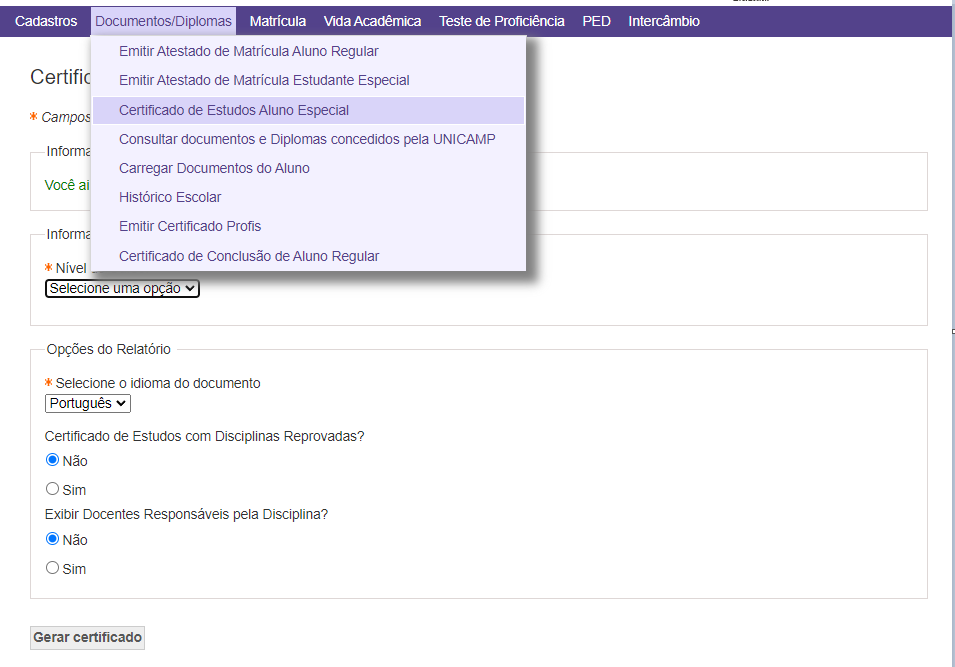 Cadastros Documentos/Diplomas Matrícula Vida Acadêmica Teste de Proficiência PED Intercâmbio
Emitir Atestado de Matrícula Aluno Regular
Emitir Atestado de Matrícula Estudante Especial
Certificado de Estudos Aluno Especial
Consultar documentos e Diplomas concedidos pela UNICAMP
Carregar Documentos do Aluno
Histórico Escolar
Emitir Certificado Profis
Certificado de Conclusão de Aluno Regular
Certific
* Campos
Informa
Você ai
Informa
* Nível
Selecione uma opção
Opções do Relatório
* Selecione o idioma do documento
Português
Certificado de Estudos com Disciplinas Reprovadas?
Não
Sim
Exibir Docentes Responsáveis pela Disciplina?
Não
Sim
Gerar certificado